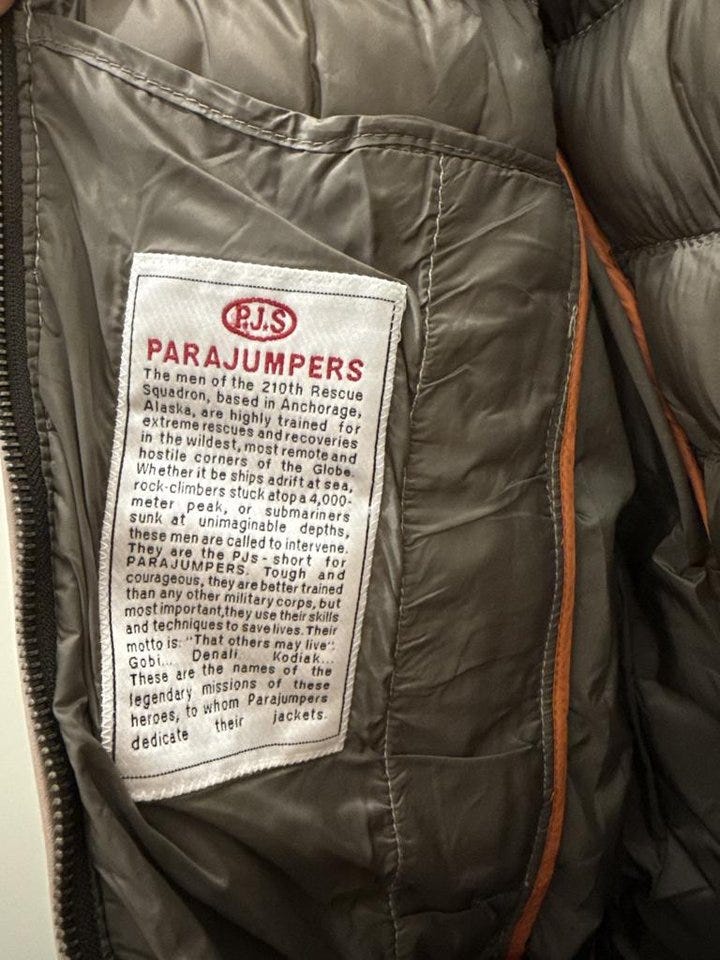 P.J.S
PARAJUMPERS
The men of the 210th Rescue
Squadron, based in Anchorage,
Alaska, are highly trained for
extreme rescues and recoveries
in the wildest, most remote and
hostile corners of the Globe.
Whether it be ships adrift at sea,
rock-climbers stuck atop a 4,000-
meter peak, or submariners
sunk at unimaginable depths,
these men are called to intervene.
They are the PJs - short for
PARAJUMPERS. Tough and
courageous, they are better trained
than any other military corps, but
most important, they use their skills
and techniques to save lives. Their
motto is: "That others may live".
Gobi... Denali. Kodiak...
These are the names of the
legendary missions of these
heroes, to whom Parajumpers
dedicate their jackets.